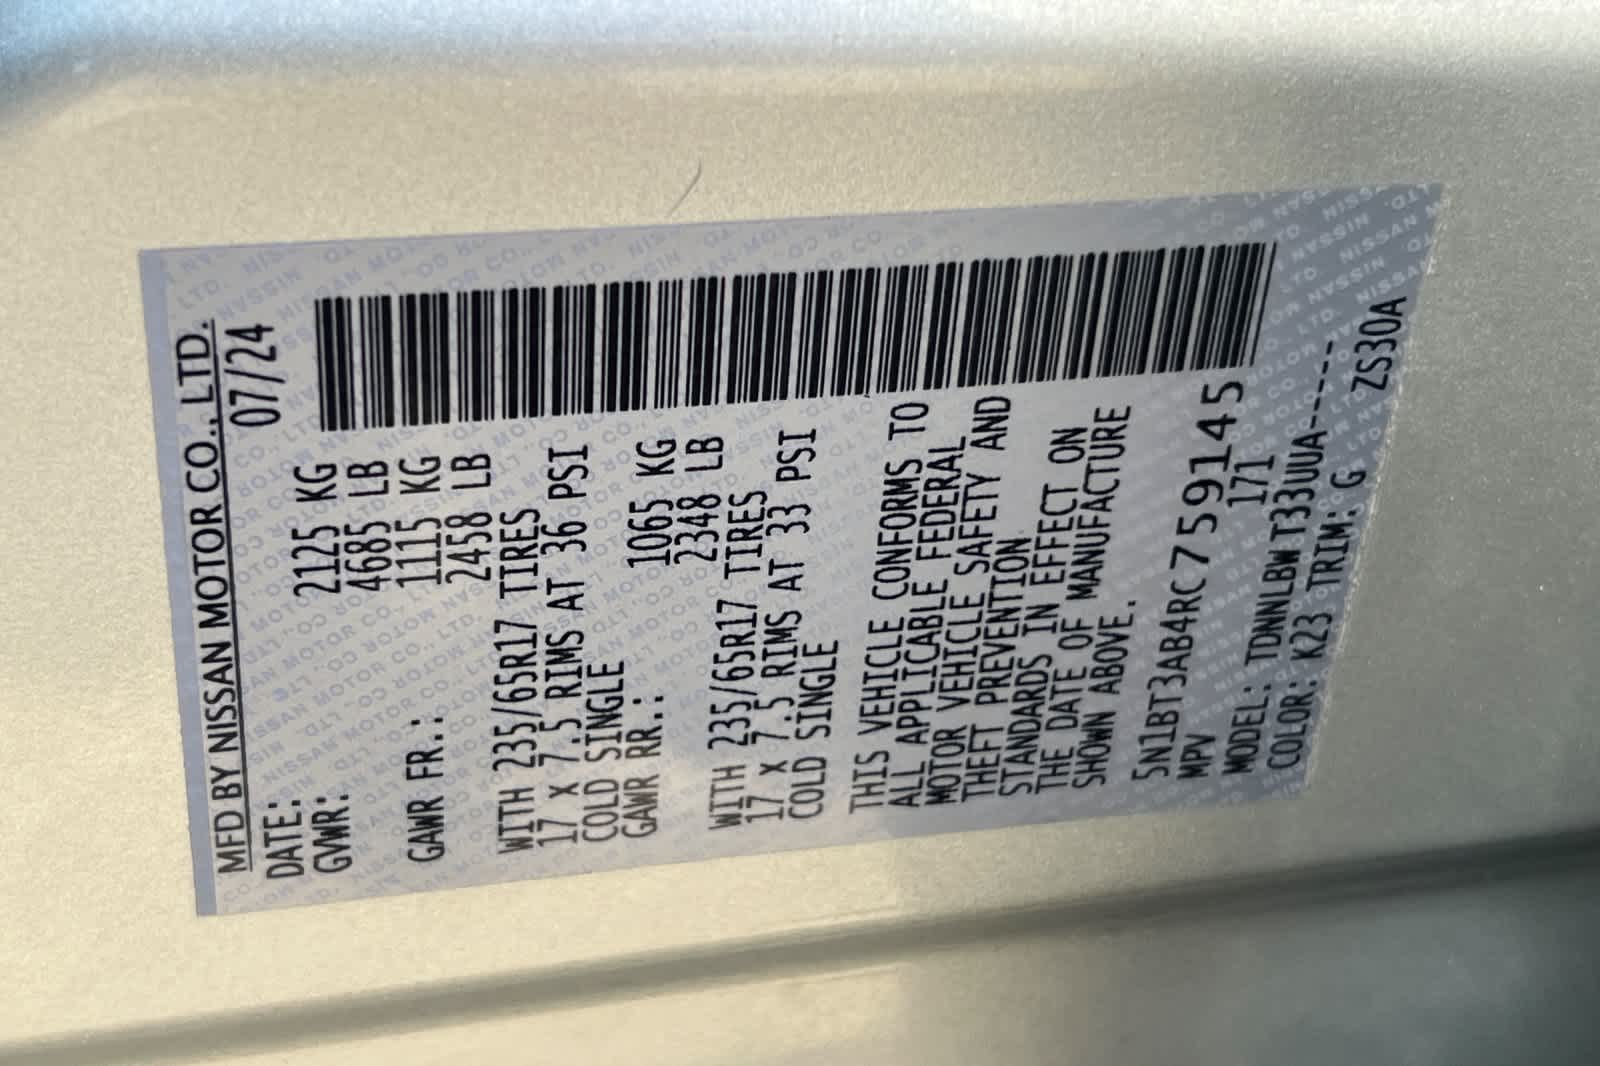 MFD BY NISSAN MOTOR CO., LTD.
DATE: 07/24
GVWR: 2125 KG
4685 LB
GAWR FR.: 1115 KG
2458 LB
WITH 235/65R17 TIRES
17 X 7.5 RIMS AT 36 PSI
COLD SINGLE
GAWR RR.: 1065 KG
2348 LB
WITH 235/65R17 TIRES
17 X 7.5 RIMS AT 33 PSI
COLD SINGLE
THIS VEHICLE CONFORMS TO
ALL APPLICABLE FEDERAL
MOTOR VEHICLE SAFETY AND
THEFT PREVENTION
STANDARDS IN EFFECT ON
THE DATE OF MANUFACTURE
SHOWN ABOVE.
5N1BT3AB4RC759145
MPV 171
MODEL: TDNNLBWT33UUA-----
COLOR: K23 TRIM: G ZS30A